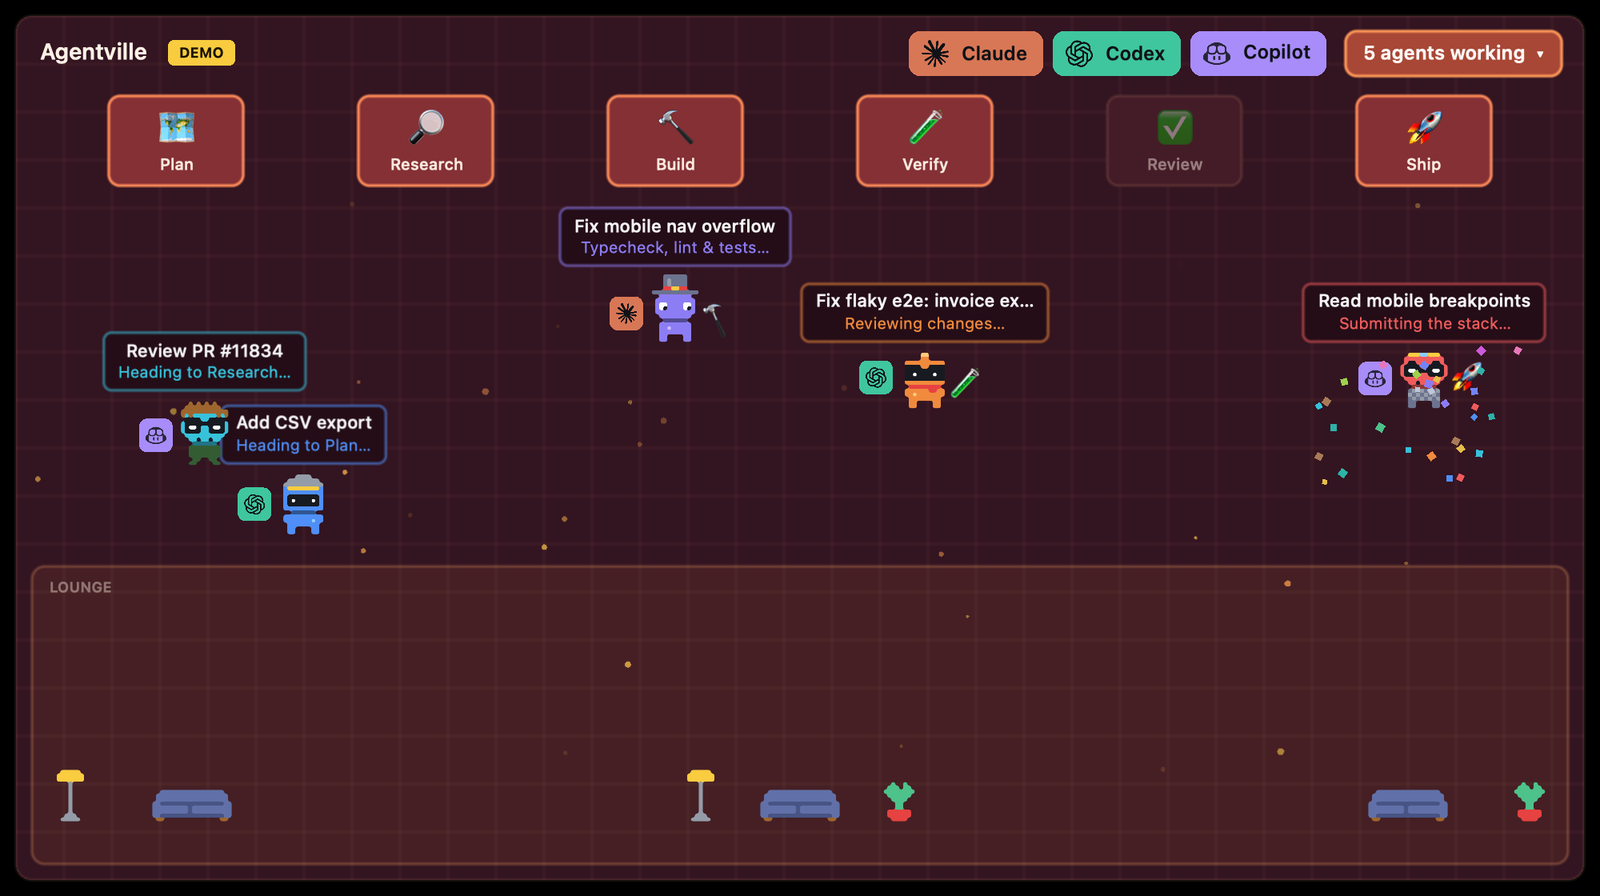 Agentville
DEMO
Claude
Codex
Copilot
5 agents working
Plan
Research
Build
Verify
Review
Ship
Fix mobile nav overflow
Typecheck, lint & tests...
Fix flaky e2e: invoice ex...
Reviewing changes...
Read mobile breakpoints
Submitting the stack...
Review PR #11834
Heading to Research...
Add CSV export
Heading to Plan...
LOUNGE